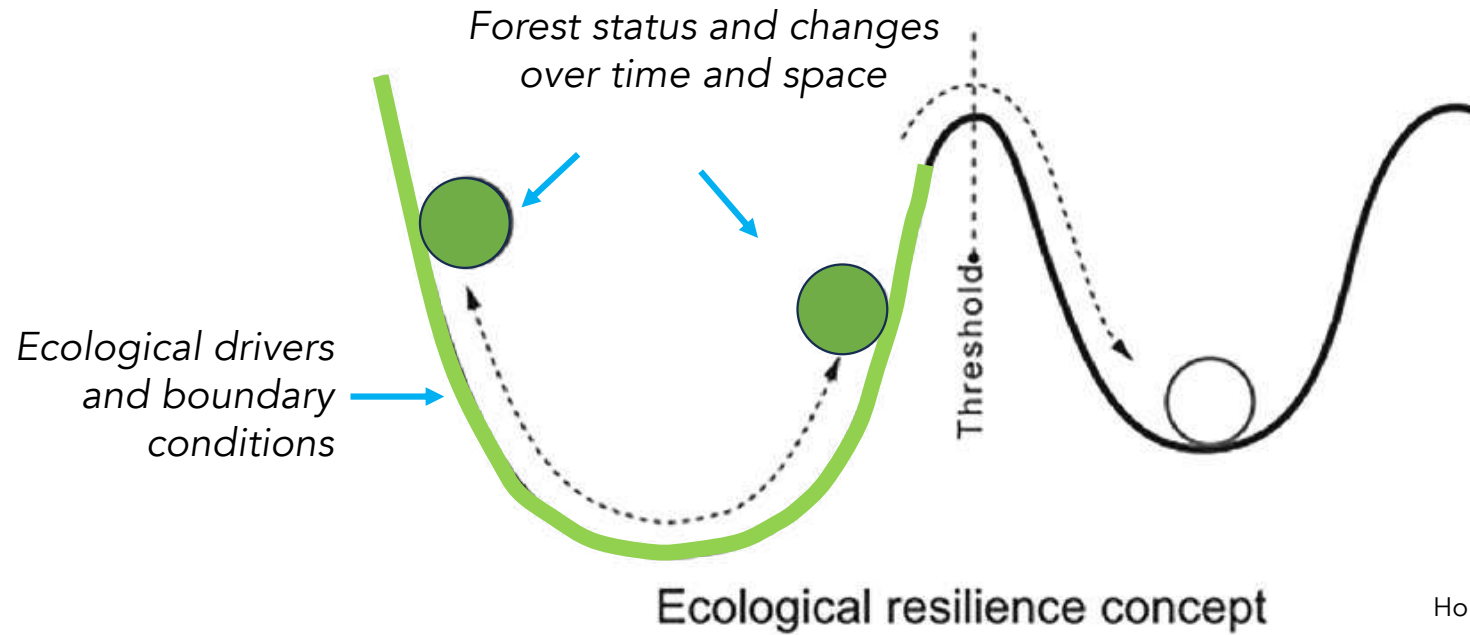 Forest status and changes
over time and space
Ecological drivers
and boundary
conditions
Threshold
Ecological resilience concept
Ho